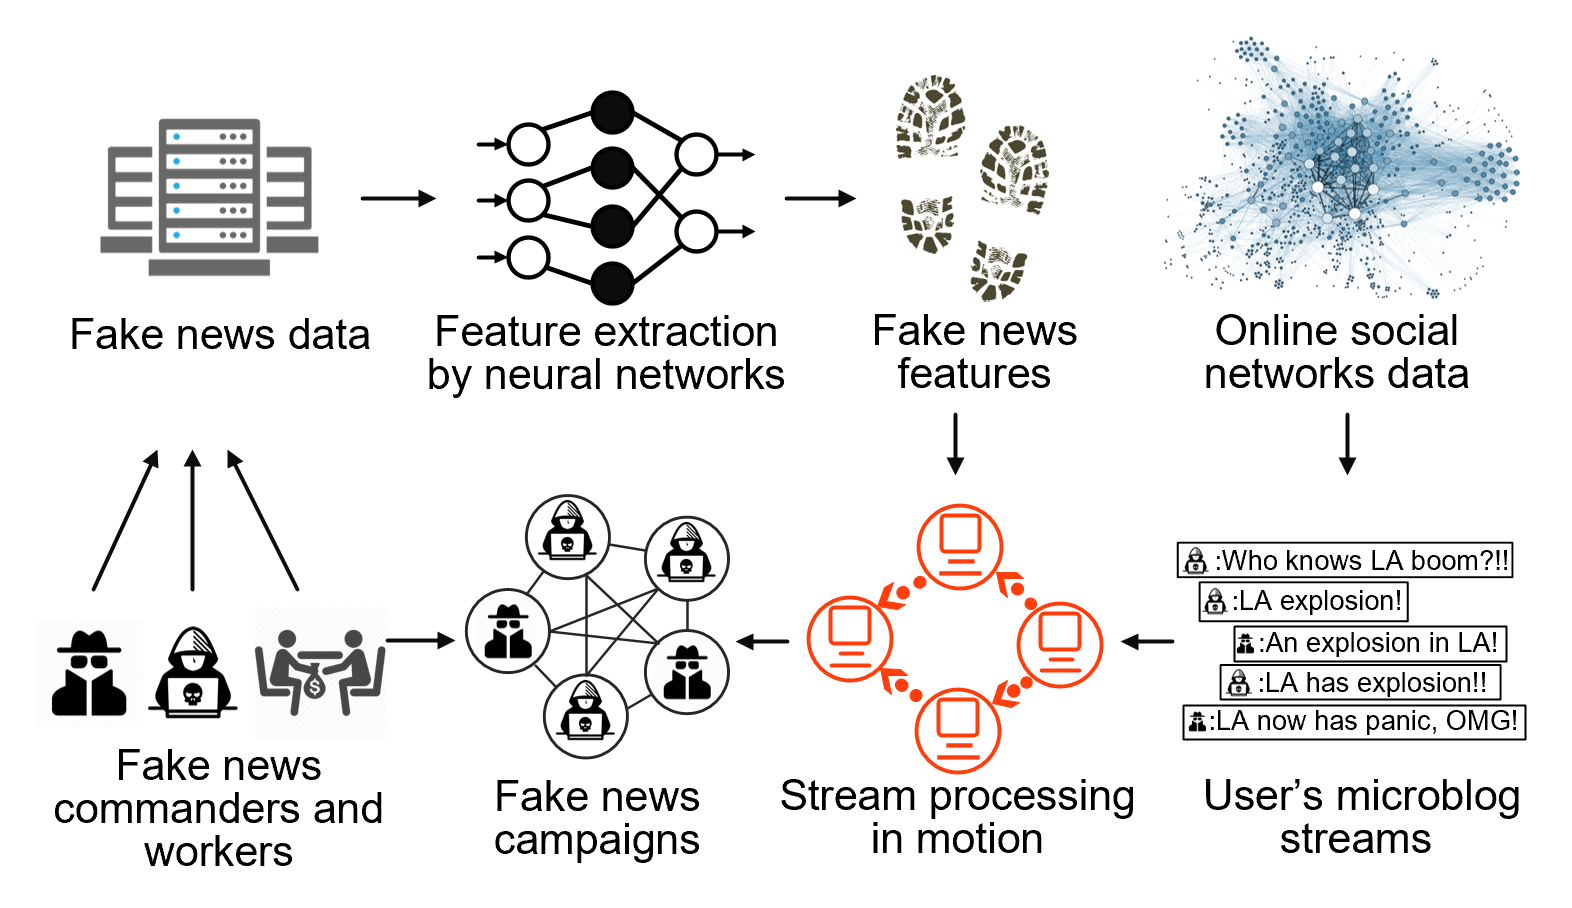 Fake news data
Feature extraction
by neural networks
Fake news
features
Online social
networks data
:Who knows LA boom?!!
:LA explosion!
:An explosion in LA!
:LA has explosion!!
:LA now has panic, OMG!
$
Fake news
commanders and
workers
Fake news
campaigns
Stream processing
in motion
User’s microblog
streams